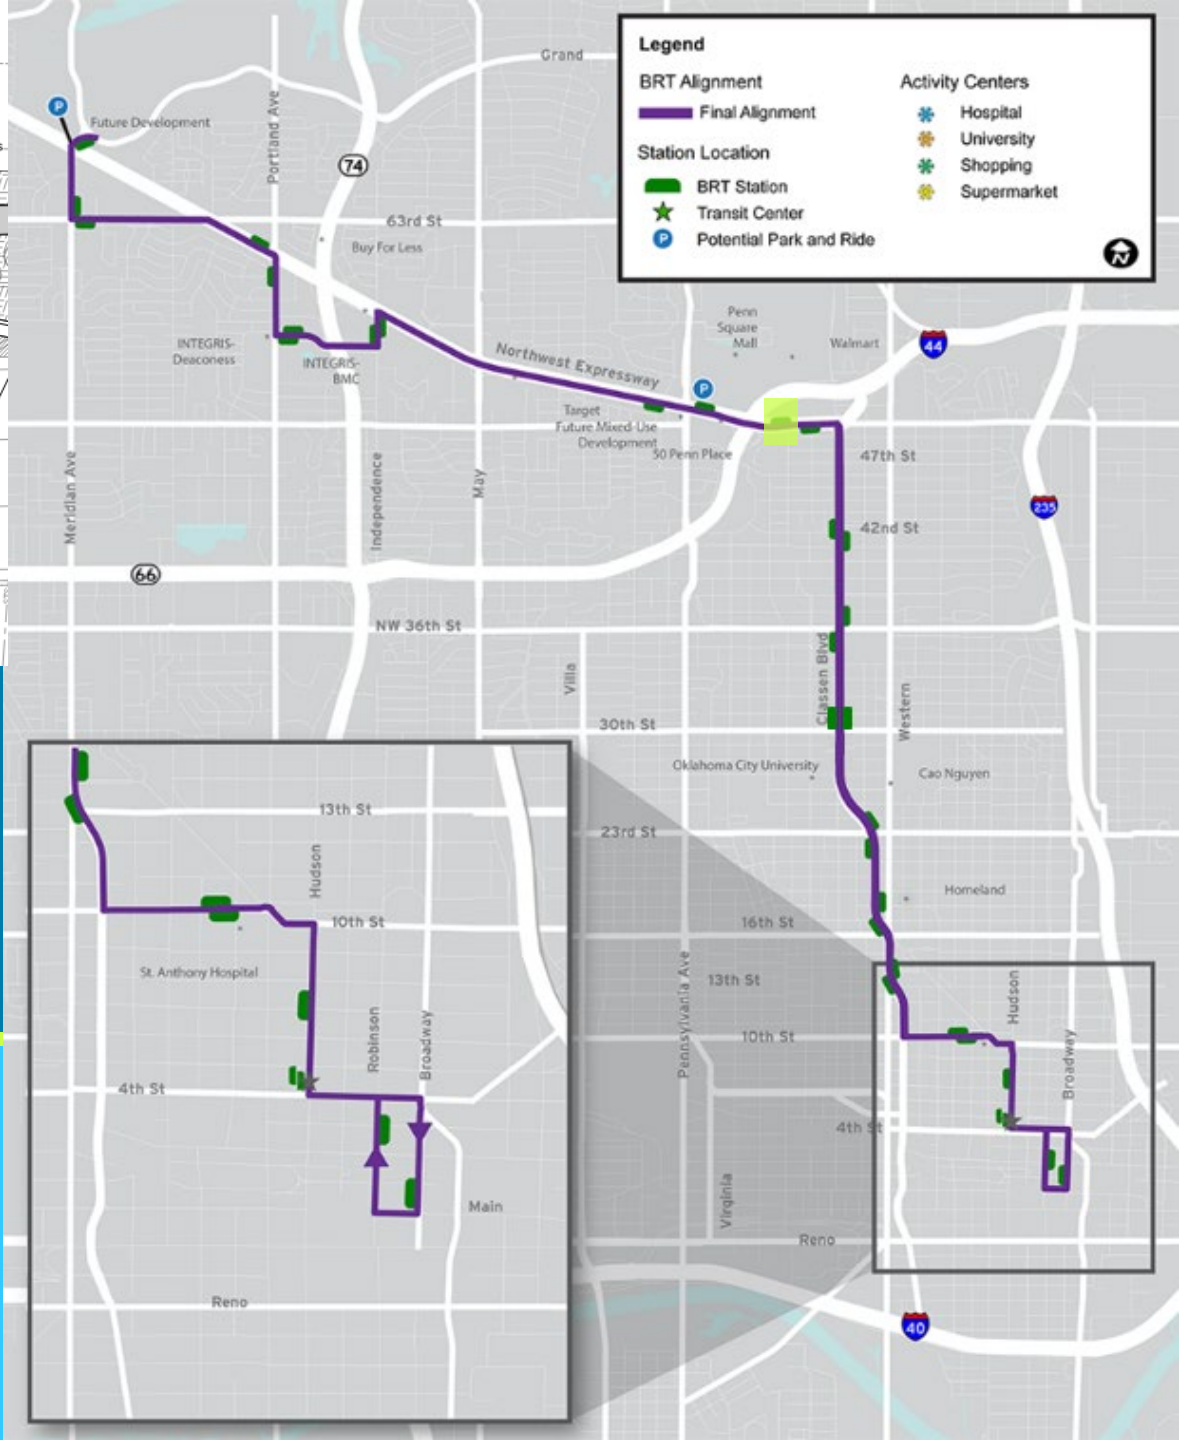 Legend
BRT Alignment
Final Alignment
Station Location
BRT Station
Transit Center
P
Potential Park and Ride
Activity Centers
Hospital
University
Shopping
Supermarket
N
Grand
P
Future Development
Portland Ave
74
63rd St
Buy For Less
INTEGRIS-
Deaconess
INTEGRIS-
BMC
Northwest Expressway
Penn
Square
Mall
Walmart
44
P
Target
Future Mixed-Use
Development
50 Penn Place
47th St
Meridian Ave
Independence
May
235
42nd St
66
NW 36th St
Villa
Classen Blvd
Western
30th St
Oklahoma City University
Cao Nguyen
23rd St
Homeland
16th St
Pennsylvania Ave
13th St
Hudson
10th St
Broadway
4th St
Virginia
Reno
40
13th St
Hudson
10th St
St. Anthony Hospital
Robinson
Broadway
4th St
Main
Reno